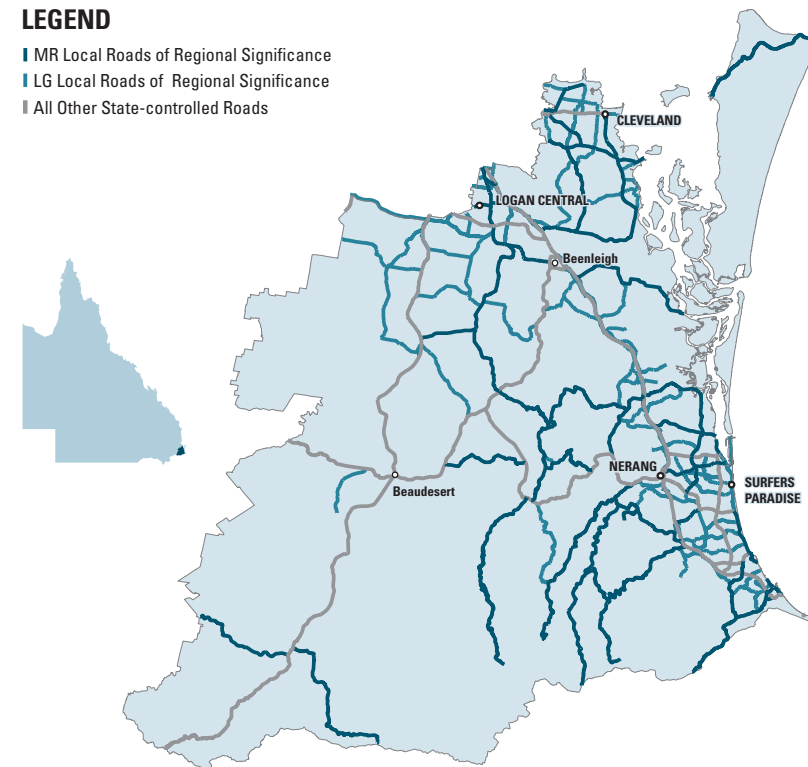 LEGEND
MR Local Roads of Regional Significance
LG Local Roads of Regional Significance
All Other State-controlled Roads
CLEVELAND
LOGAN CENTRAL
Beenleigh
NERANG
SURFERS
PARADISE
Beaudesert